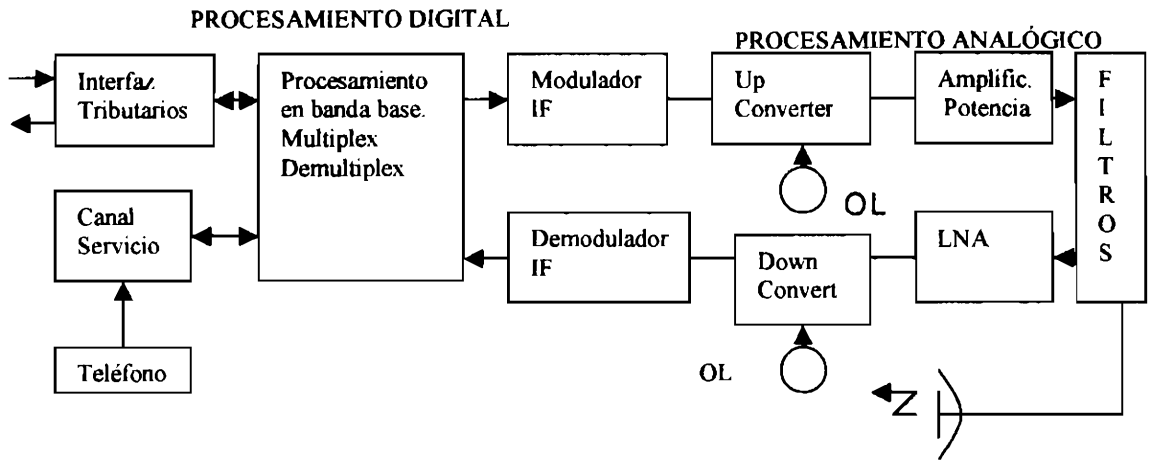 PROCESAMIENTO DIGITAL
PROCESAMIENTO ANALÓGICO
Interfaz
Tributarios
Procesamiento
en banda base.
Multiplex
Demultiplex
Modulador
IF
Up
Converter
Amplific.
Potencia
F
I
L
T
R
O
S
OL
Canal
Servicio
Demodulador
IF
Down
Convert
LNA
Teléfono
OL